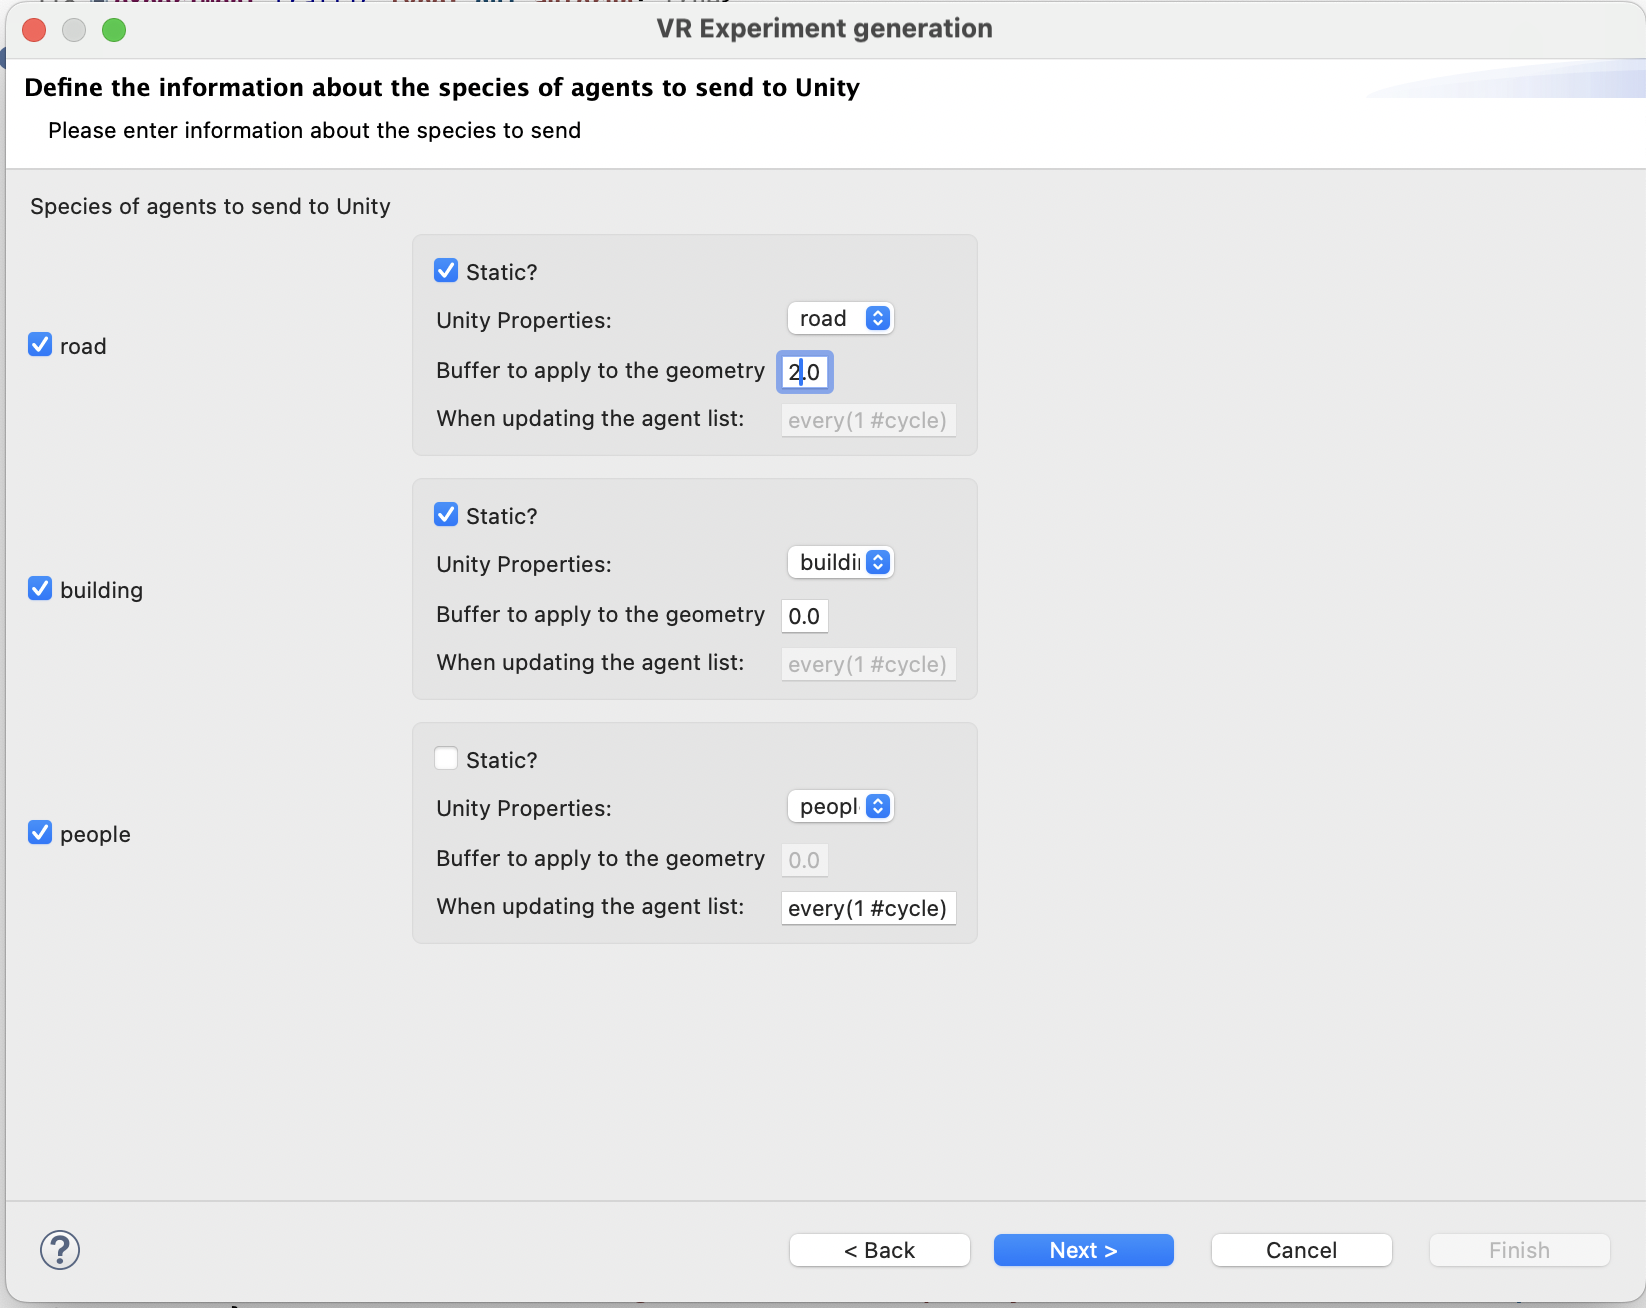 VR Experiment generation
Define the information about the species of agents to send to Unity
Please enter information about the species to send
Species of agents to send to Unity
road
Static?
Unity Properties: road
Buffer to apply to the geometry 2.0
When updating the agent list: every(1 #cycle)
building
Static?
Unity Properties: buildi
Buffer to apply to the geometry 0.0
When updating the agent list: every(1 #cycle)
people
Static?
Unity Properties: peopl
Buffer to apply to the geometry 0.0
When updating the agent list: every(1 #cycle)
? < Back Next > Cancel Finish